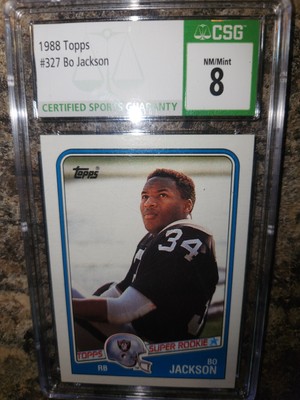 1988 Topps
#327 Bo Jackson
CERTIFIED SPORTS GUARANTY
CSG
NM/Mint
8
Topps
34
TOPPS SUPER ROOKIE
RB
BO
JACKSON